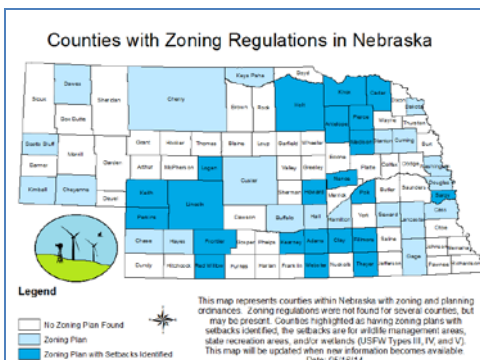 Counties with Zoning Regulations in Nebraska
Keya Paha
Boyd
Dawes
Sioux
Sheridan
Cherry
Brown
Rock
Holt
Knox
Cedar
Dixon
Dakota
Box Butte
Antelope
Pierce
Wayne
Thurston
Scotts Bluff
Morrill
Garden
Grant
Hooker
Thomas
Blaine
Loup
Garfield
Wheeler
Madison
Stanton
Cuming
Burt
Banner
Arthur
McPherson
Logan
Custer
Valley
Greeley
Boone
Platte
Colfax
Dodge
Washington
Kimball
Cheyenne
Deuel
Keith
Lincoln
Sherman
Howard
Nance
Merrick
Polk
Butler
Saunders
Douglas
Sarpy
Perkins
Dawson
Buffalo
Hall
Hamilton
York
Seward
Lancaster
Cass
Otoe
Chase
Hayes
Frontier
Gosper
Phelps
Kearney
Adams
Clay
Fillmore
Saline
Gage
Johnson
Nemaha
Dundy
Hitchcock
Red Willow
Furnas
Harlan
Franklin
Webster
Nuckolls
Thayer
Jefferson
Pawnee
Richardson
Legend
No Zoning Plan Found
Zoning Plan
Zoning Plan with Setbacks Identified
This map represents counties within Nebraska with zoning and planning
ordinances. Zoning regulations were not found for several counties, but
may be present. Counties highlighted as having zoning plans with
setbacks identified, the setbacks are for wildlife management areas,
state recreation areas, and/or wetlands (USFW Types III, IV, and V).
This map will be updated when new information becomes available.